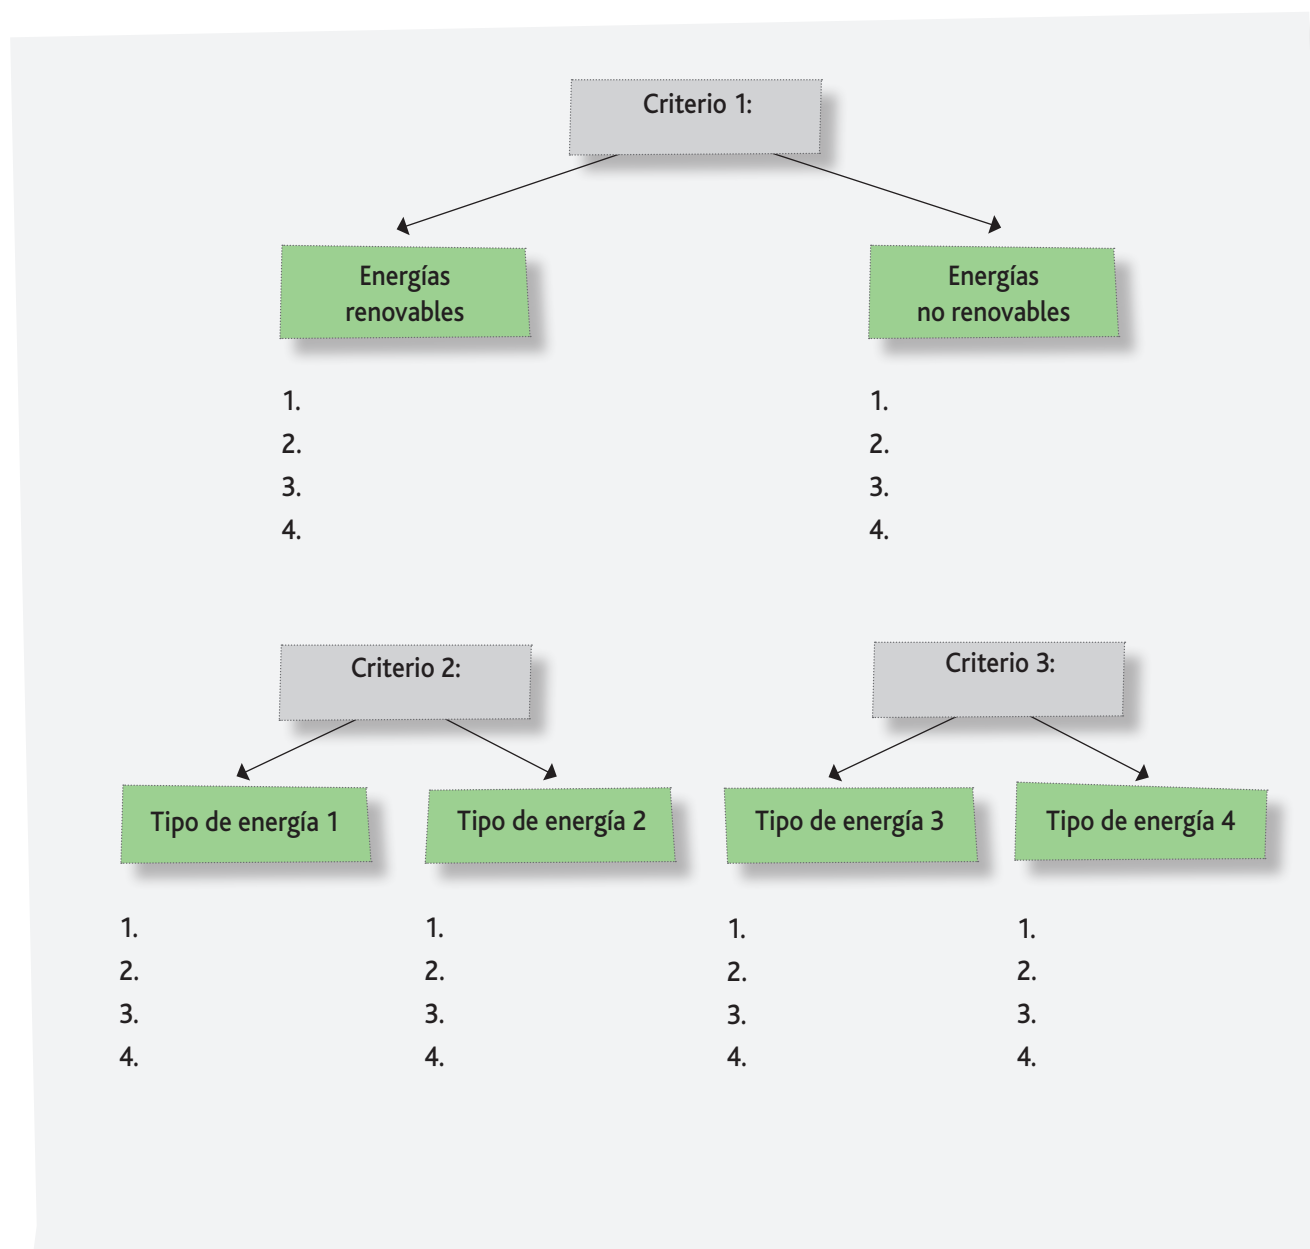 Criterio 1:
Energías
renovables
1.
2.
3.
4.
Energías
no renovables
1.
2.
3.
4.
Criterio 2:
Tipo de energía 1
1.
2.
3.
4.
Tipo de energía 2
1.
2.
3.
4.
Criterio 3:
Tipo de energía 3
1.
2.
3.
4.
Tipo de energía 4
1.
2.
3.
4.